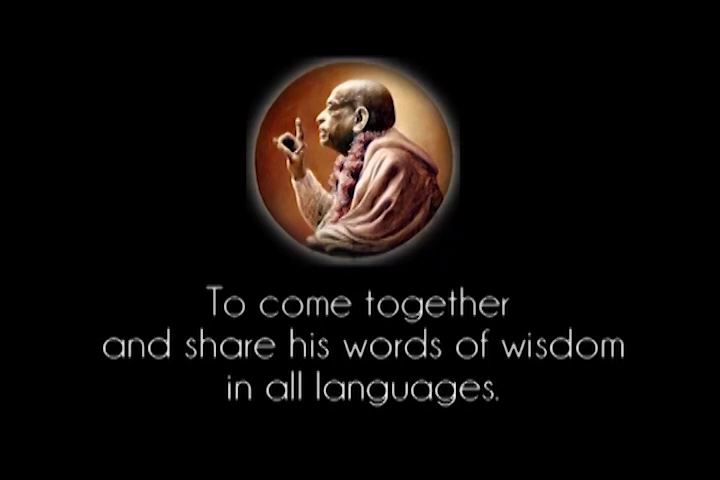 To come together
and share his words of wisdom
in all languages.